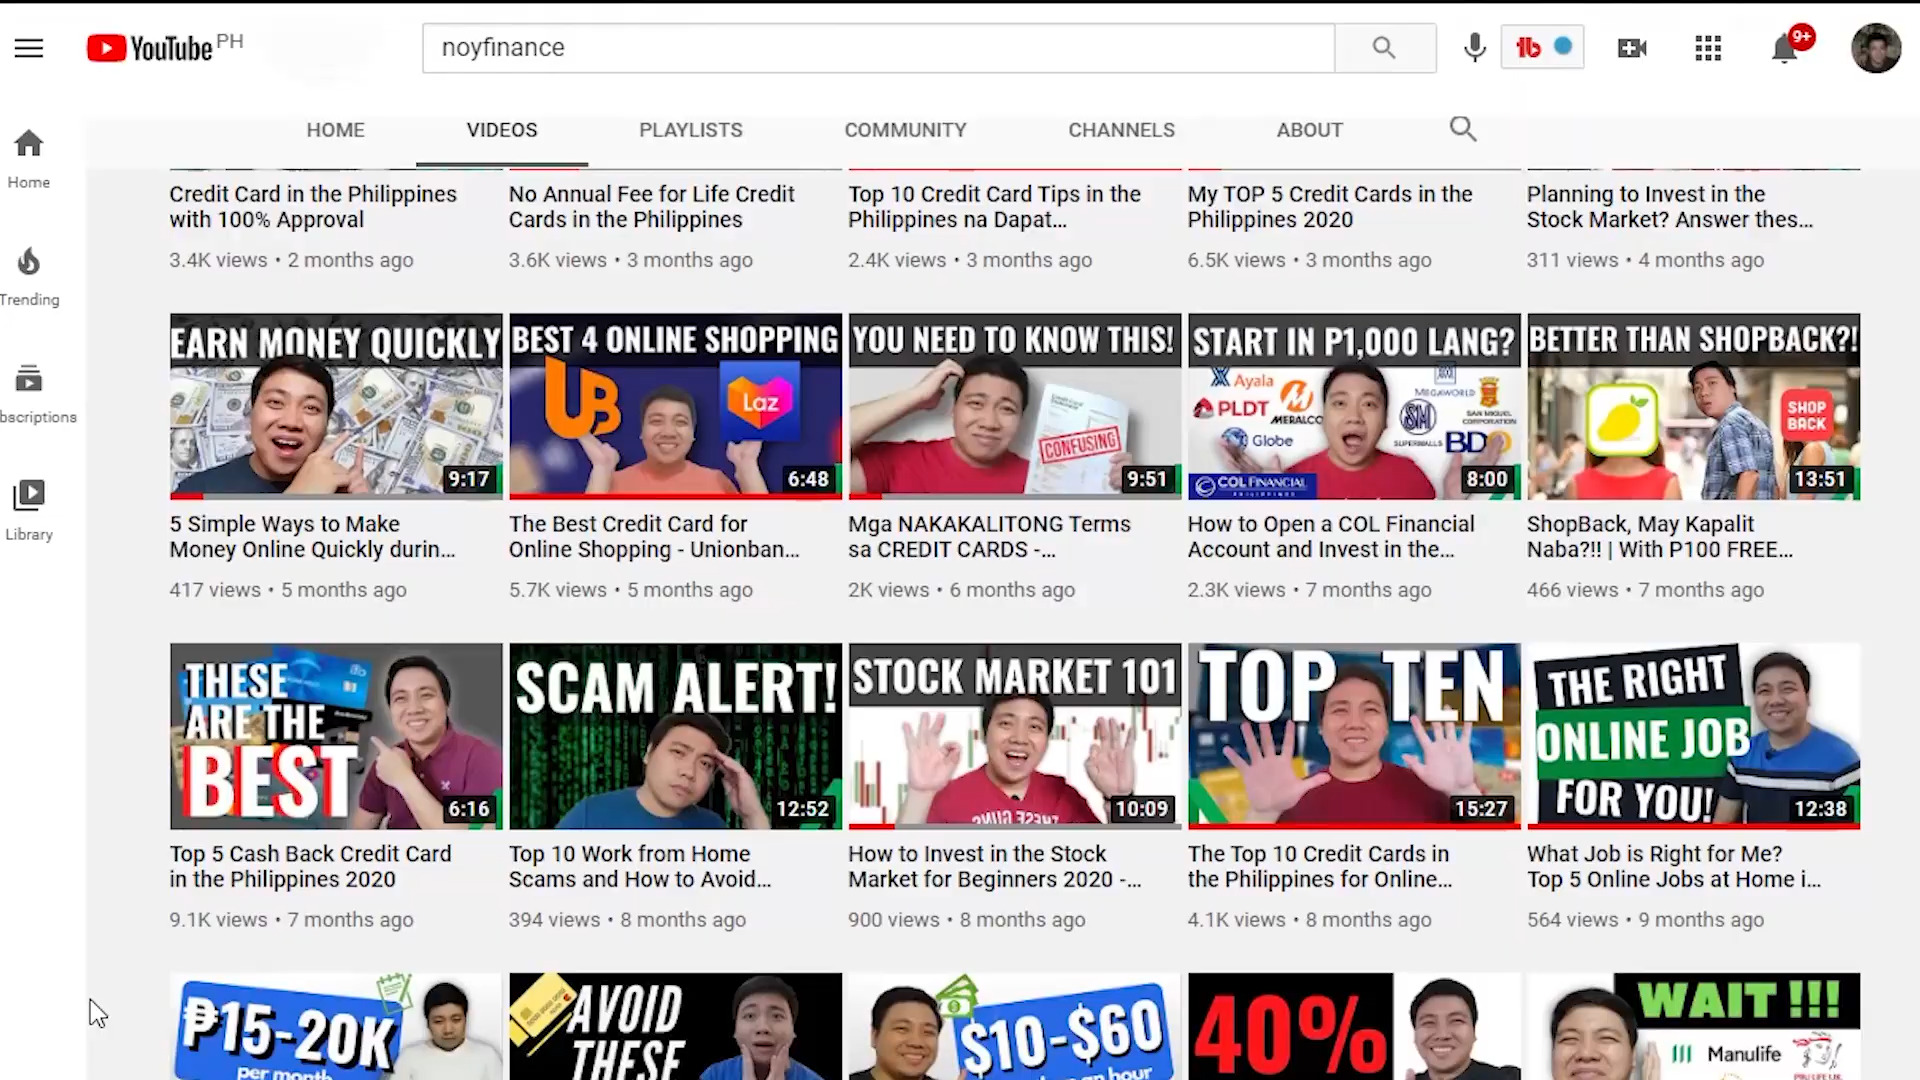 YouTube PH
noyfinance
9+
HOME VIDEOS PLAYLISTS COMMUNITY CHANNELS ABOUT
Home
Trending
bscriptions
Library
Credit Card in the Philippines
with 100% Approval
3.4K views • 2 months ago
No Annual Fee for Life Credit
Cards in the Philippines
3.6K views • 3 months ago
Top 10 Credit Card Tips in the
Philippines na Dapat...
2.4K views • 3 months ago
My TOP 5 Credit Cards in the
Philippines 2020
6.5K views • 3 months ago
Planning to Invest in the
Stock Market? Answer thes...
311 views • 4 months ago
EARN MONEY QUICKLY
9:17
5 Simple Ways to Make
Money Online Quickly durin...
417 views • 5 months ago
BEST 4 ONLINE SHOPPING
UB
Laz
6:48
The Best Credit Card for
Online Shopping - Unionban...
5.7K views • 5 months ago
YOU NEED TO KNOW THIS!
CONFUSING
9:51
Mga NAKAKALITONG Terms
sa CREDIT CARDS -...
2K views • 6 months ago
START IN P1,000 LANG?
Ayala
PLDT
MERALCO
Globe
MEGAWORLD
SM
SUPERMALLS
SAN MIGUEL
CORPORATION
BDO
COL FINANCIAL
PHILIPPINES
8:00
How to Open a COL Financial
Account and Invest in the...
2.3K views • 7 months ago
BETTER THAN SHOPBACK?!
SHOP
BACK
13:51
ShopBack, May Kapalit
Naba?!! | With P100 FREE...
466 views • 7 months ago
THESE
ARE THE
BEST
6:16
Top 5 Cash Back Credit Card
in the Philippines 2020
9.1K views • 7 months ago
SCAM ALERT!
12:52
Top 10 Work from Home
Scams and How to Avoid...
394 views • 8 months ago
STOCK MARKET 101
10:09
How to Invest in the Stock
Market for Beginners 2020 -...
900 views • 8 months ago
TOP TEN
15:27
The Top 10 Credit Cards in
the Philippines for Online...
4.1K views • 8 months ago
THE RIGHT
ONLINE JOB
FOR YOU!
12:38
What Job is Right for Me?
Top 5 Online Jobs at Home i...
564 views • 9 months ago
₱15-20K
per month
AVOID
THESE
$10-$60
an hour
40%
WAIT !!!
Manulife
PRU LIFE U.K.